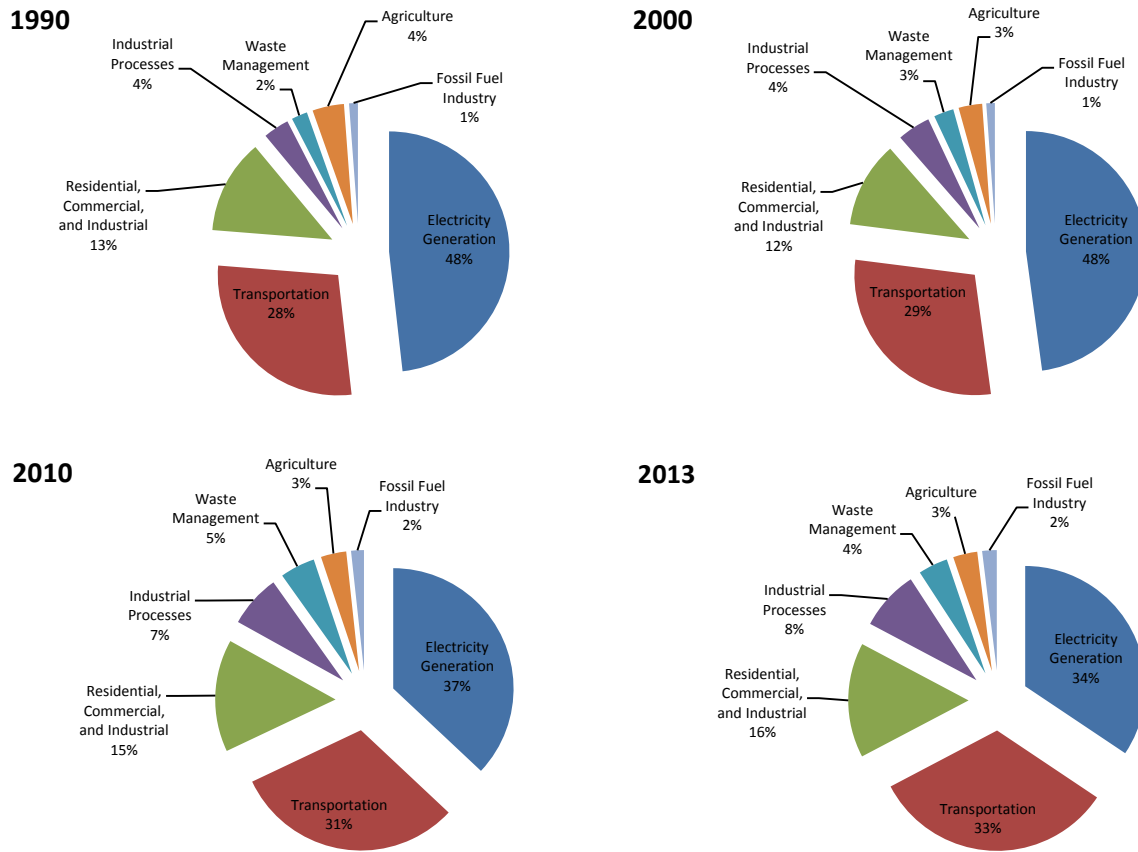 1990
Agriculture
4%
Industrial
Processes
4%
Waste
Management
2%
Fossil Fuel
Industry
1%
Residential,
Commercial,
and Industrial
13%
Electricity
Generation
48%
Transportation
28%
2000
Agriculture
3%
Industrial
Processes
4%
Waste
Management
3%
Fossil Fuel
Industry
1%
Residential,
Commercial,
and Industrial
12%
Electricity
Generation
48%
Transportation
29%
2010
Agriculture
3%
Waste
Management
5%
Fossil Fuel
Industry
2%
Industrial
Processes
7%
Residential,
Commercial,
and Industrial
15%
Electricity
Generation
37%
Transportation
31%
2013
Agriculture
3%
Fossil Fuel
Industry
2%
Waste
Management
4%
Industrial
Processes
8%
Residential,
Commercial,
and Industrial
16%
Electricity
Generation
34%
Transportation
33%